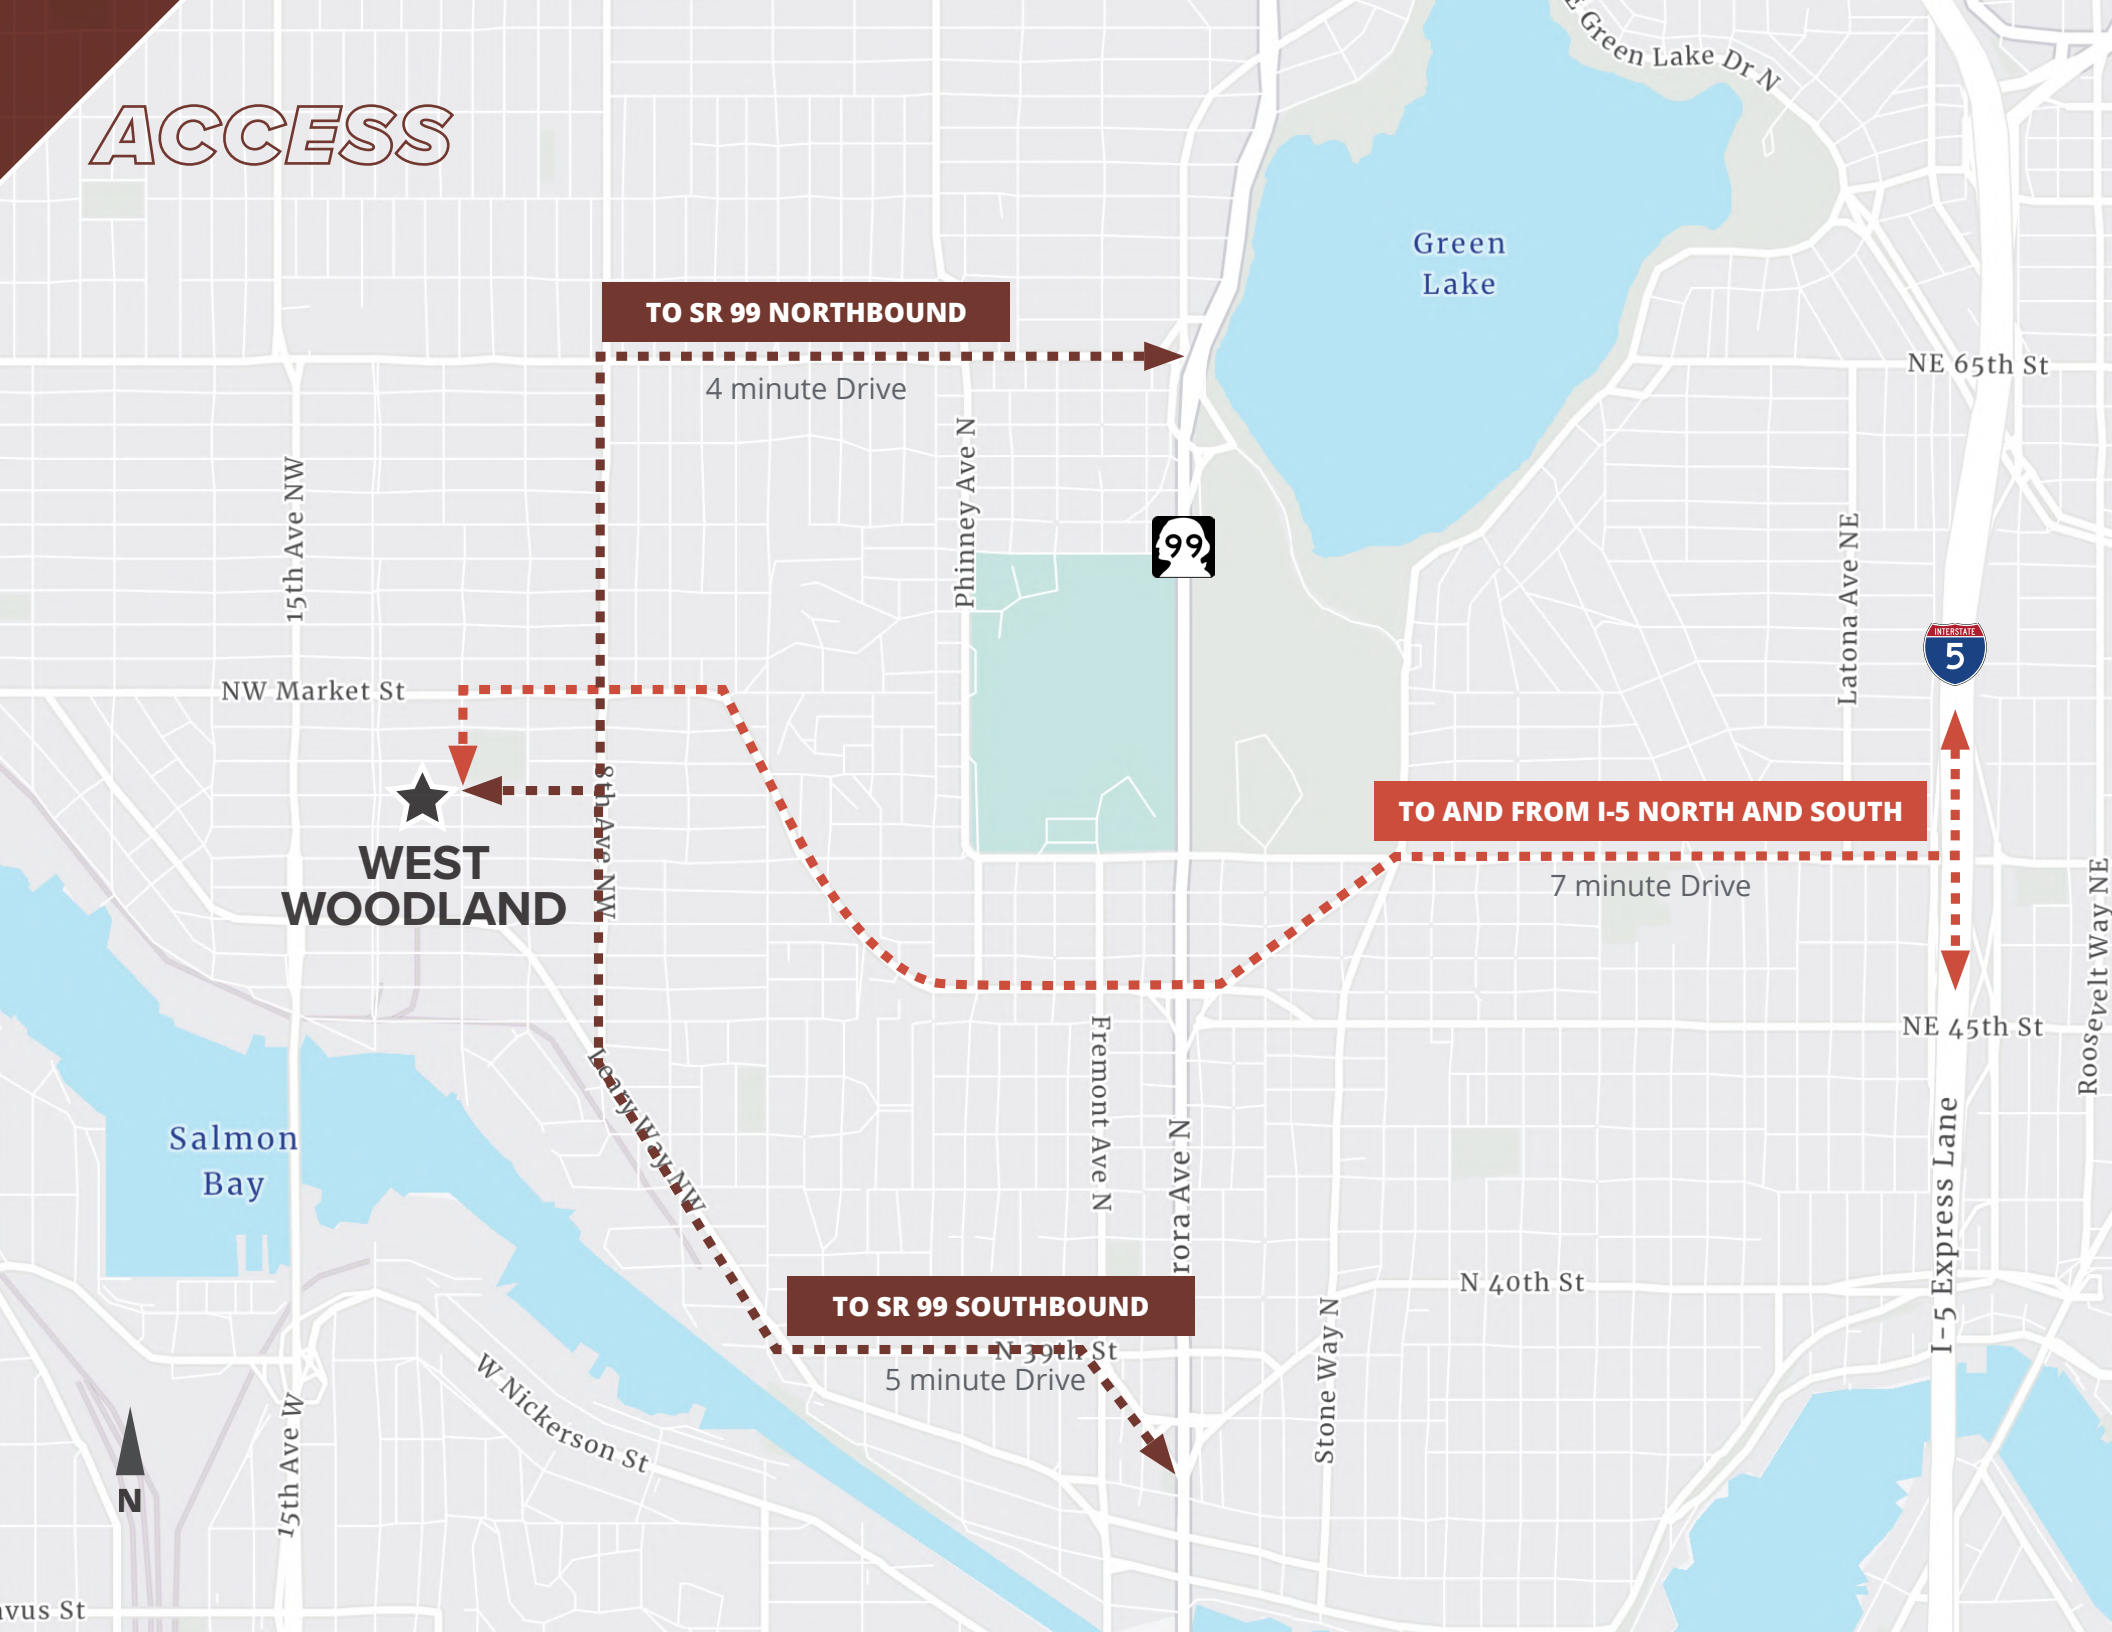 ACCESS
E Green Lake Dr N
Green
Lake
TO SR 99 NORTHBOUND
4 minute Drive
NE 65th St
15th Ave NW
Phinney Ave N
99
Latona Ave NE
INTERSTATE
5
NW Market St
8th Ave NW
TO AND FROM I-5 NORTH AND SOUTH
7 minute Drive
WEST
WOODLAND
Roosevelt Way NE
NE 45th St
Fremont Ave N
Leary Way NW
Salmon
Bay
rora Ave N
I-5 Express Lane
N 40th St
TO SR 99 SOUTHBOUND
N 39th St
5 minute Drive
Stone Way N
W Nickerson St
15th Ave W
N
avus St